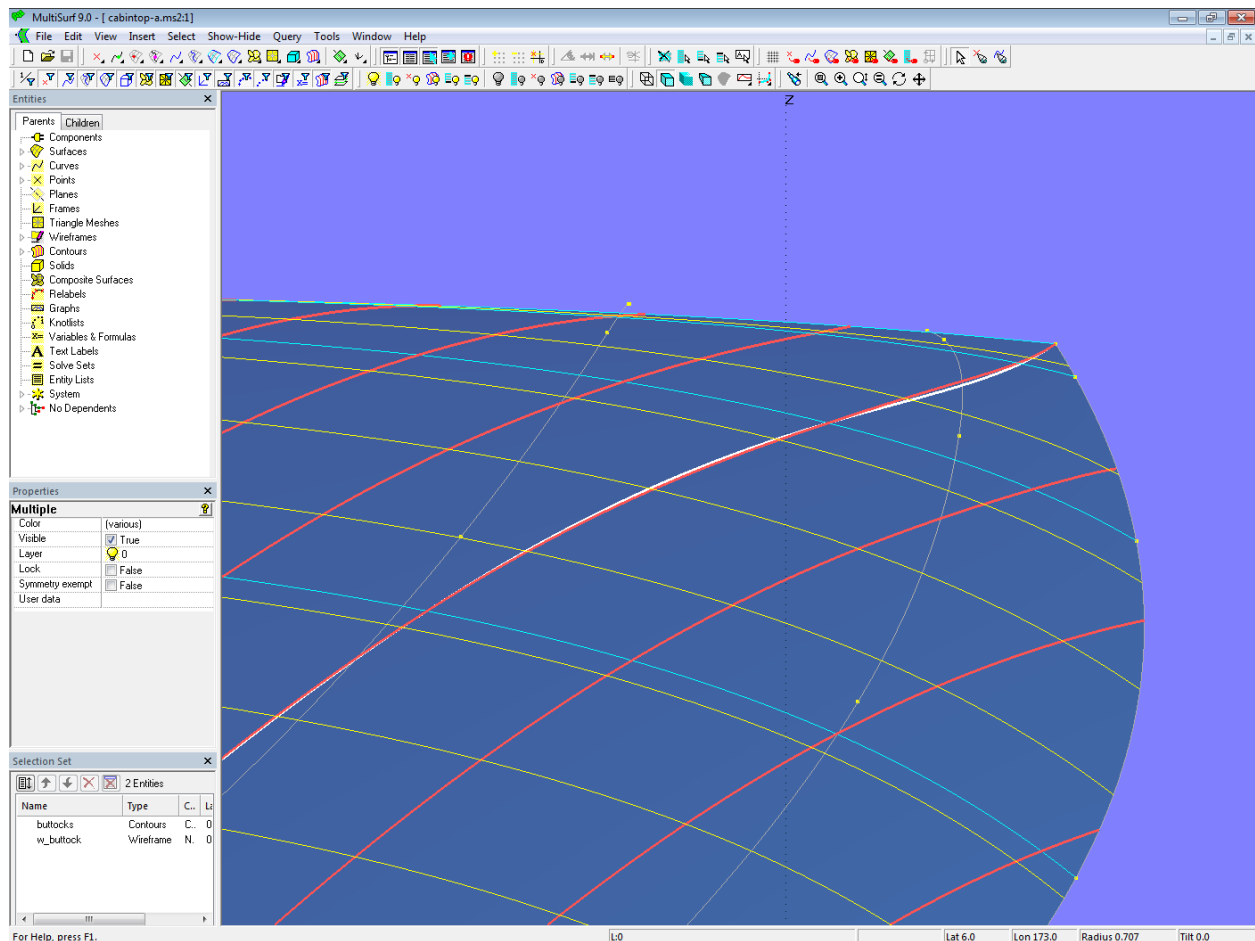 MultiSurf 9.0 - [ cabintop-a.ms2:1]
File Edit View Insert Select Show-Hide Query Tools Window Help
Entities
Parents Children
Components
Surfaces
Curves
Points
Planes
Frames
Triangle Meshes
Wireframes
Contours
Solids
Composite Surfaces
Relabels
Graphs
Knotlists
Variables & Formulas
Text Labels
Solve Sets
Entity Lists
System
No Dependents
Properties
Multiple
Color (various)
Visible True
Layer 0
Lock False
Symmetry exempt False
User data
Selection Set
2 Entities
Name Type C.. La
buttocks Contours C.. 0
w_buttock Wireframe N. 0
Z
For Help, press F1. L:0 Lat 6.0 Lon 173.0 Radius 0.707 Tilt 0.0